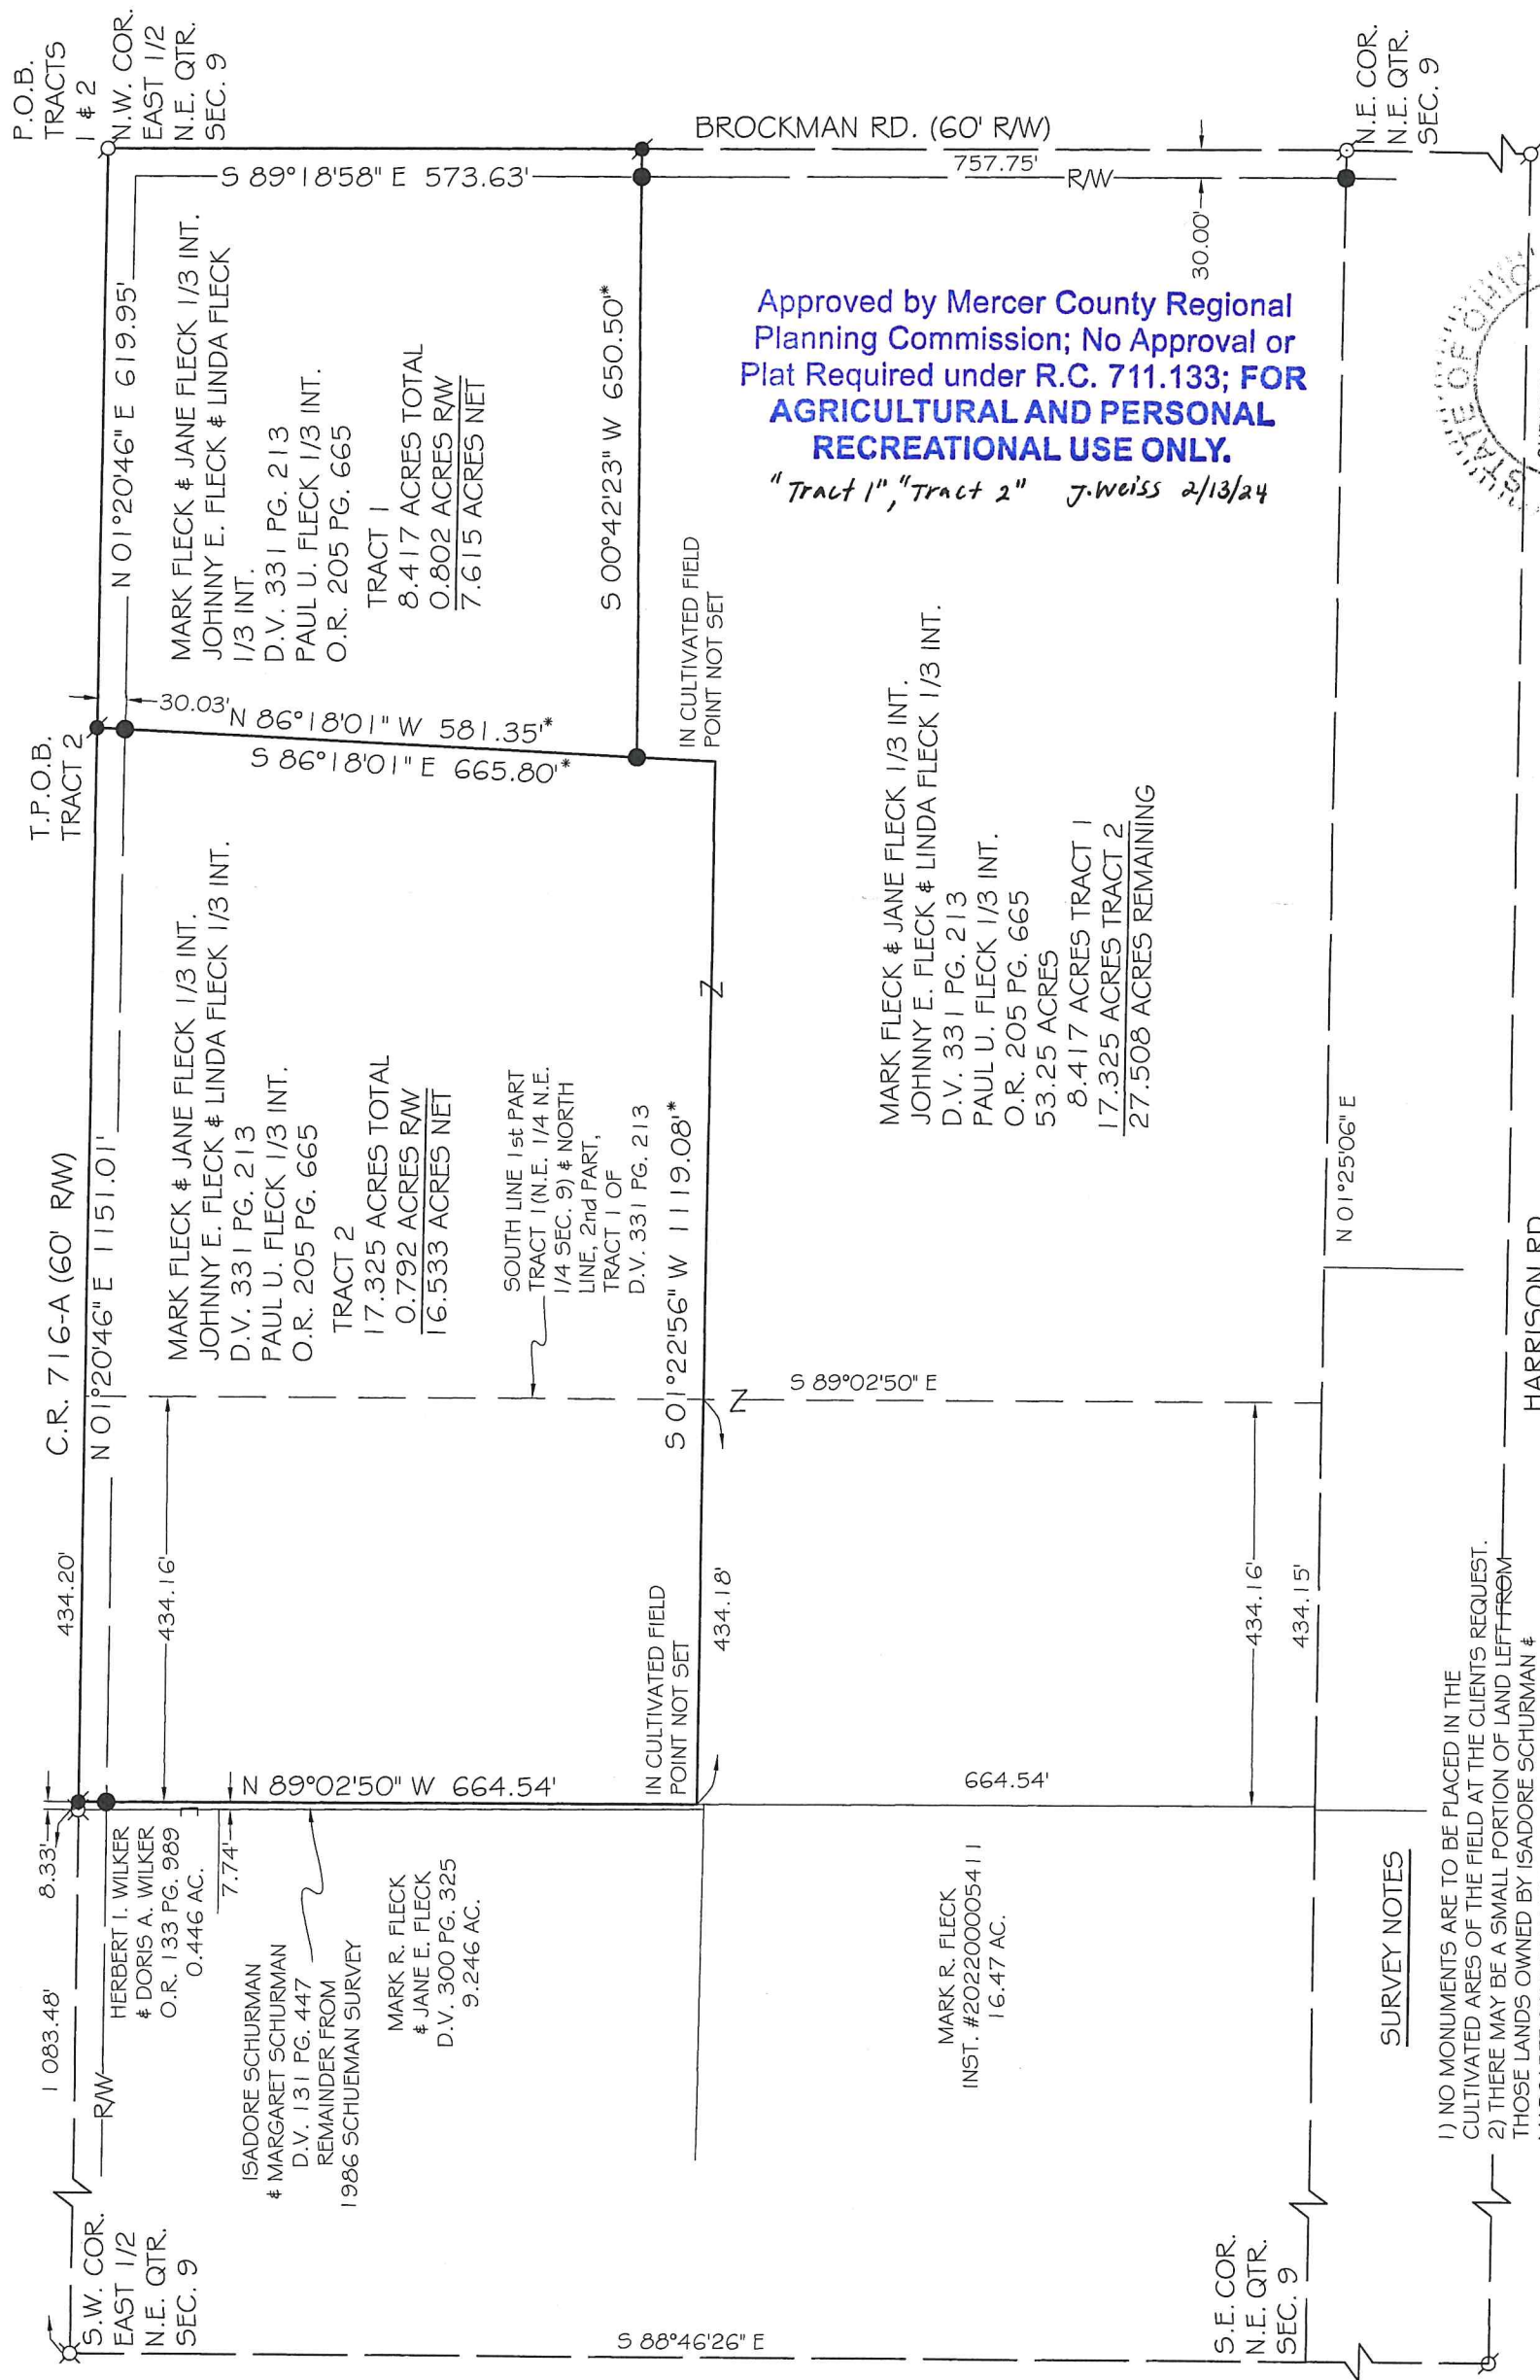 P.O.B.
TRACTS
1 & 2
N.W. COR.
EAST 1/2
N.E. QTR.
SEC. 9
BROCKMAN RD. (60' R/W)
S 89°18'58" E 573.63'
757.75'
R/W
30.00'
N.E. COR.
N.E. QTR.
SEC. 9
N 01°20'46" E 619.95'
MARK FLECK & JANE FLECK 1/3 INT.
JOHNNY E. FLECK & LINDA FLECK
1/3 INT.
D.V. 331 PG. 213
PAUL U. FLECK 1/3 INT.
O.R. 205 PG. 665
TRACT 1
8.417 ACRES TOTAL
0.802 ACRES R/W
7.615 ACRES NET
S 00°42'23" W 650.50'*
Approved by Mercer County Regional
Planning Commission; No Approval or
Plat Required under R.C. 711.133; FOR
AGRICULTURAL AND PERSONAL
RECREATIONAL USE ONLY.
"Tract 1", "Tract 2" J.Weiss 2/13/24
STATE OF OHIO
T.P.O.B.
TRACT 2
30.03'
N 86°18'01" W 581.35'*
S 86°18'01" E 665.80'*
IN CULTIVATED FIELD
POINT NOT SET
C.R. 716-A (60' R/W)
N 01°20'46" E 1151.01'
MARK FLECK & JANE FLECK 1/3 INT.
JOHNNY E. FLECK & LINDA FLECK 1/3 INT.
D.V. 331 PG. 213
PAUL U. FLECK 1/3 INT.
O.R. 205 PG. 665
TRACT 2
17.325 ACRES TOTAL
0.792 ACRES R/W
16.533 ACRES NET
SOUTH LINE 1st PART
TRACT 1(N.E. 1/4 N.E.
1/4 SEC. 9) & NORTH
LINE, 2nd PART,
TRACT 1 OF
D.V. 331 PG. 213
S 01°22'56" W 1119.08'*
MARK FLECK & JANE FLECK 1/3 INT.
JOHNNY E. FLECK & LINDA FLECK 1/3 INT.
D.V. 331 PG. 213
PAUL U. FLECK 1/3 INT.
O.R. 205 PG. 665
53.25 ACRES
8.417 ACRES TRACT 1
17.325 ACRES TRACT 2
27.508 ACRES REMAINING
N 01°25'06" E
HARRISON RD.
S 89°02'50" E
434.20'
434.16'
434.18'
434.16'
434.15'
IN CULTIVATED FIELD
POINT NOT SET
N 89°02'50" W 664.54'
664.54'
8.33'
7.74'
1083.48'
R/W
HERBERT I. WILKER
& DORIS A. WILKER
O.R. 133 PG. 989
0.446 AC.
ISADORE SCHURMAN
& MARGARET SCHURMAN
D.V. 131 PG. 447
REMAINDER FROM
1986 SCHUEMAN SURVEY
MARK R. FLECK
& JANE E. FLECK
D.V. 300 PG. 325
9.246 AC.
MARK R. FLECK
INST. #202200005411
16.47 AC.
S.W. COR.
EAST 1/2
N.E. QTR.
SEC. 9
S 88°46'26" E
S.E. COR.
N.E. QTR.
SEC. 9
SURVEY NOTES
1) NO MONUMENTS ARE TO BE PLACED IN THE
CULTIVATED ARES OF THE FIELD AT THE CLIENTS REQUEST.
2) THERE MAY BE A SMALL PORTION OF LAND LEFT FROM
THOSE LANDS OWNED BY ISADORE SCHURMAN &